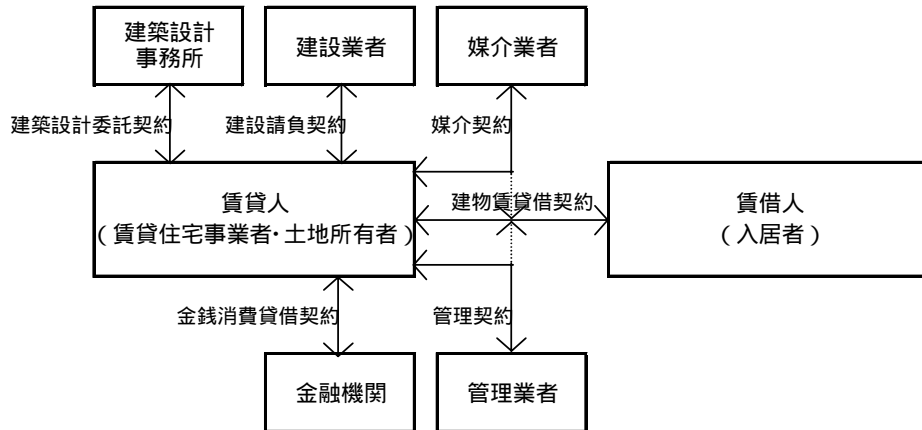 建築設計
事務所
建設業者
媒介業者
建築設計委託契約
建設請負契約
媒介契約
賃貸人
(賃貸住宅事業者・土地所有者)
建物賃貸借契約
賃借人
(入居者)
金銭消費貸借契約
管理契約
金融機関
管理業者